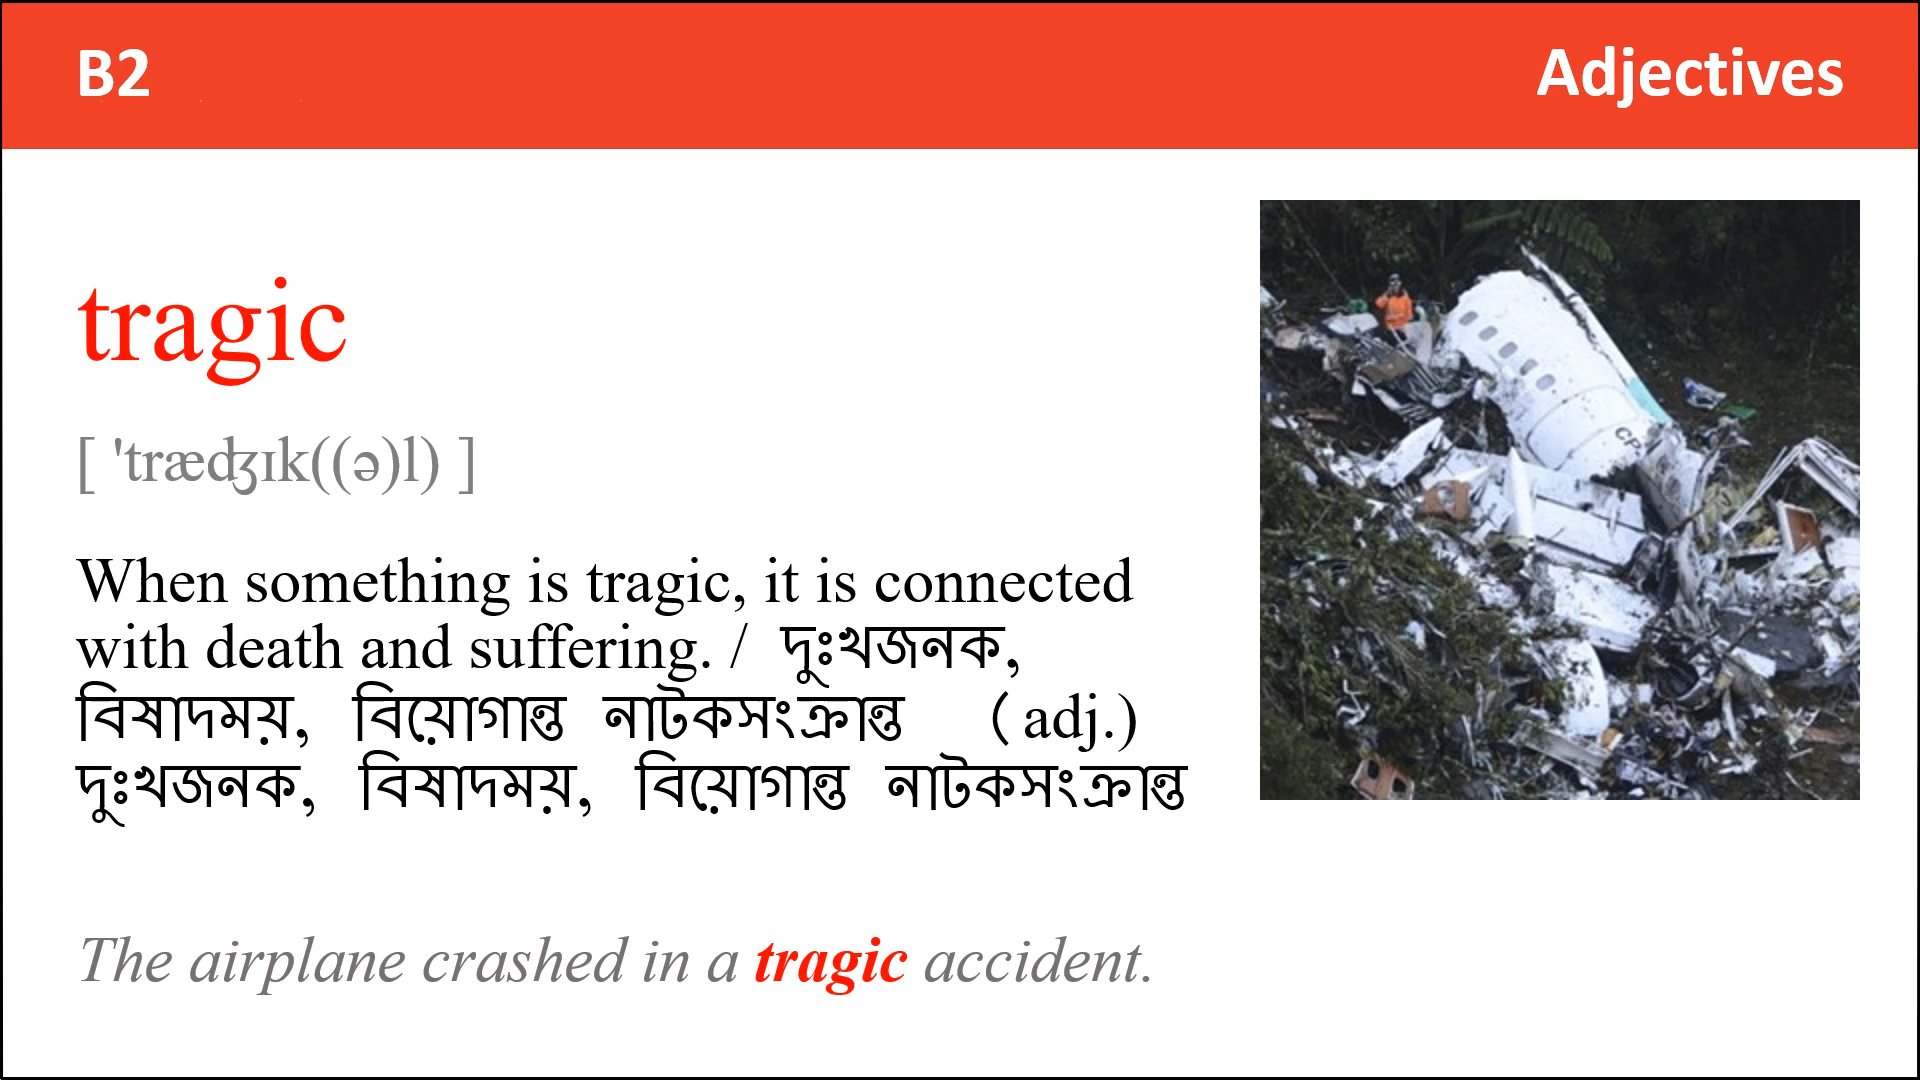 B2
Adjectives
tragic
[ 'trædʒɪk((ə)l) ]
When something is tragic, it is connected
with death and suffering. / দুঃখজনক,
বিষাদময়, বিয়োগান্ত নাটকসংক্রান্ত (adj.)
দুঃখজনক, বিষাদময়, বিয়োগান্ত নাটকসংক্রান্ত
The airplane crashed in a tragic accident.
CP